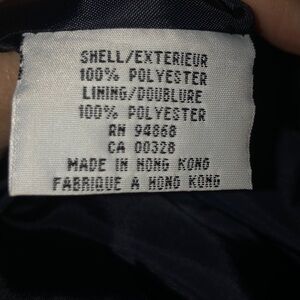 SHELL/EXTERIEUR
100% POLYESTER
LINING/DOUBLURE
100% POLYESTER
RN 94868
CA 00328
MADE IN HONG KONG
FABRIQUE A HONG KONG